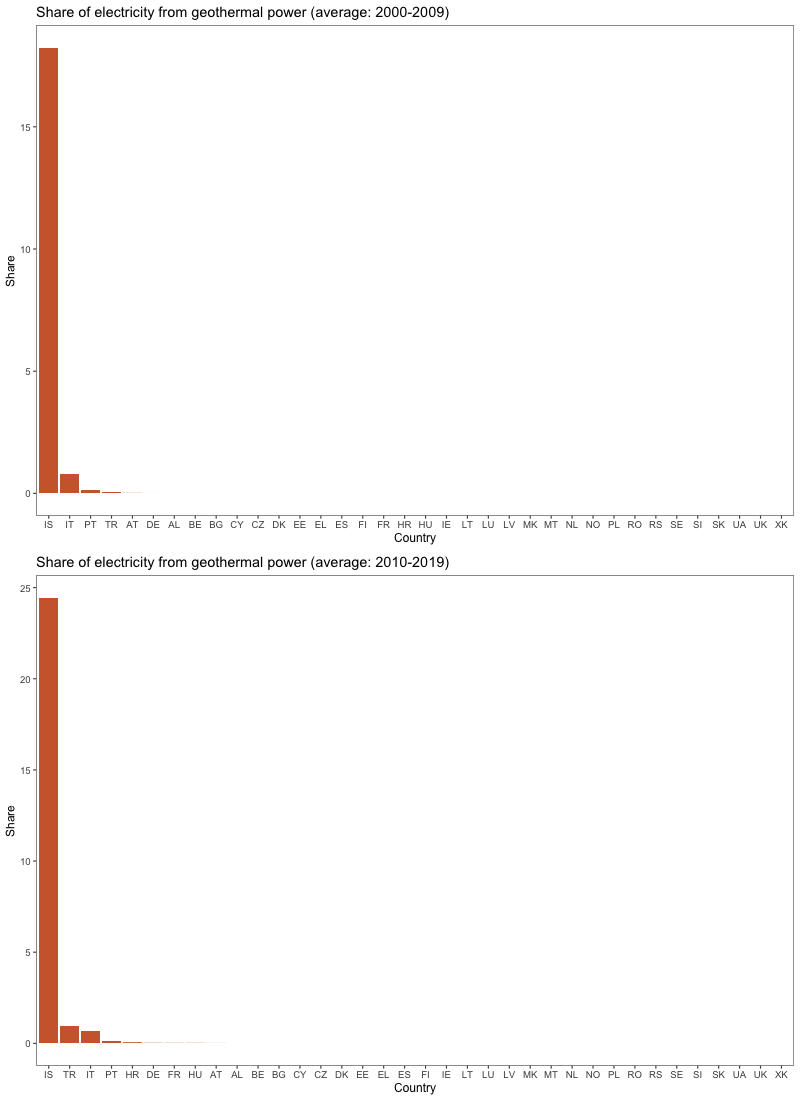 Share of electricity from geothermal power (average: 2000-2009)
Share
15
10
5
0
IS IT PT TR AT DE AL BE BG CY CZ DK EE EL ES FI FR HR HU IE LT LU LV MK MT NL NO PL RO RS SE SI SK UA UK XK
Country
Share of electricity from geothermal power (average: 2010-2019)
Share
25
20
15
10
5
0
IS TR IT PT HR DE FR HU AT AL BE BG CY CZ DK EE EL ES FI IE LT LU LV MK MT NL NO PL RO RS SE SI SK UA UK XK
Country